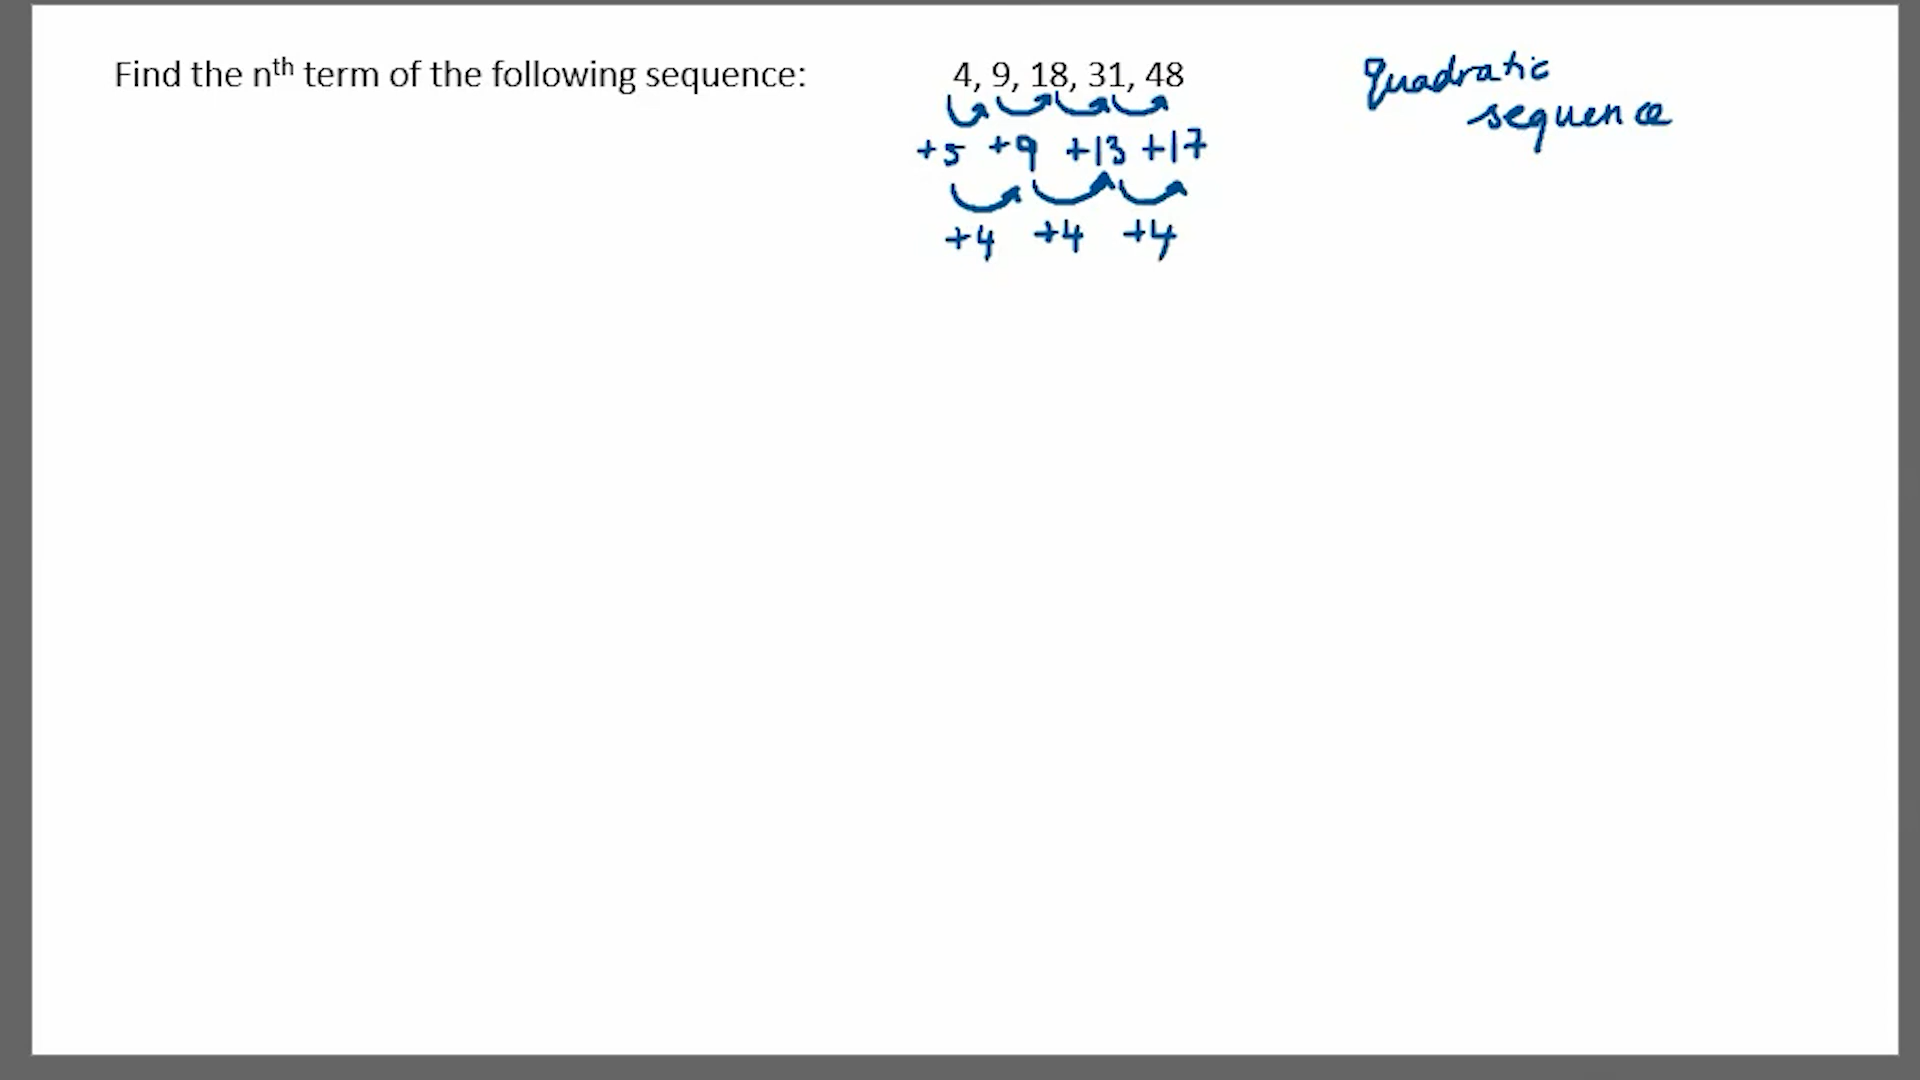 Find the nth term of the following sequence: 4, 9, 18, 31, 48
quadratic
sequence
+5 +9 +13 +17
+4 +4 +4